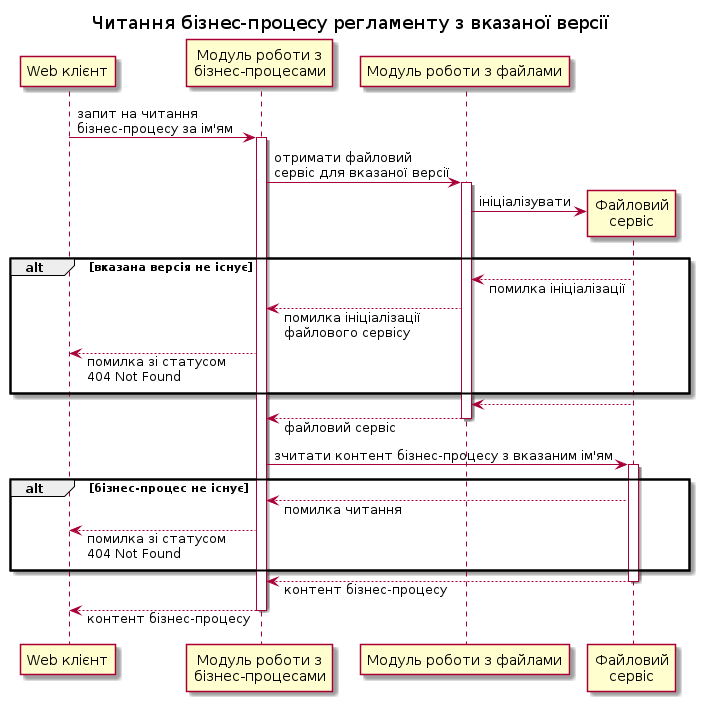 Читання бізнес-процесу регламенту з вказаної версії
Web клієнт
Модуль роботи з
бізнес-процесами
Модуль роботи з файлами
запит на читання
бізнес-процесу за ім'ям
отримати файловий
сервіс для вказаної версії
ініціалізувати
Файловий
сервіс
alt
[вказана версія не існує]
помилка ініціалізації
помилка ініціалізації
файлового сервісу
помилка зі статусом
404 Not Found
файловий сервіс
зчитати контент бізнес-процесу з вказаним ім'ям
alt
[бізнес-процес не існує]
помилка читання
помилка зі статусом
404 Not Found
контент бізнес-процесу
контент бізнес-процесу
Web клієнт
Модуль роботи з
бізнес-процесами
Модуль роботи з файлами
Файловий
сервіс